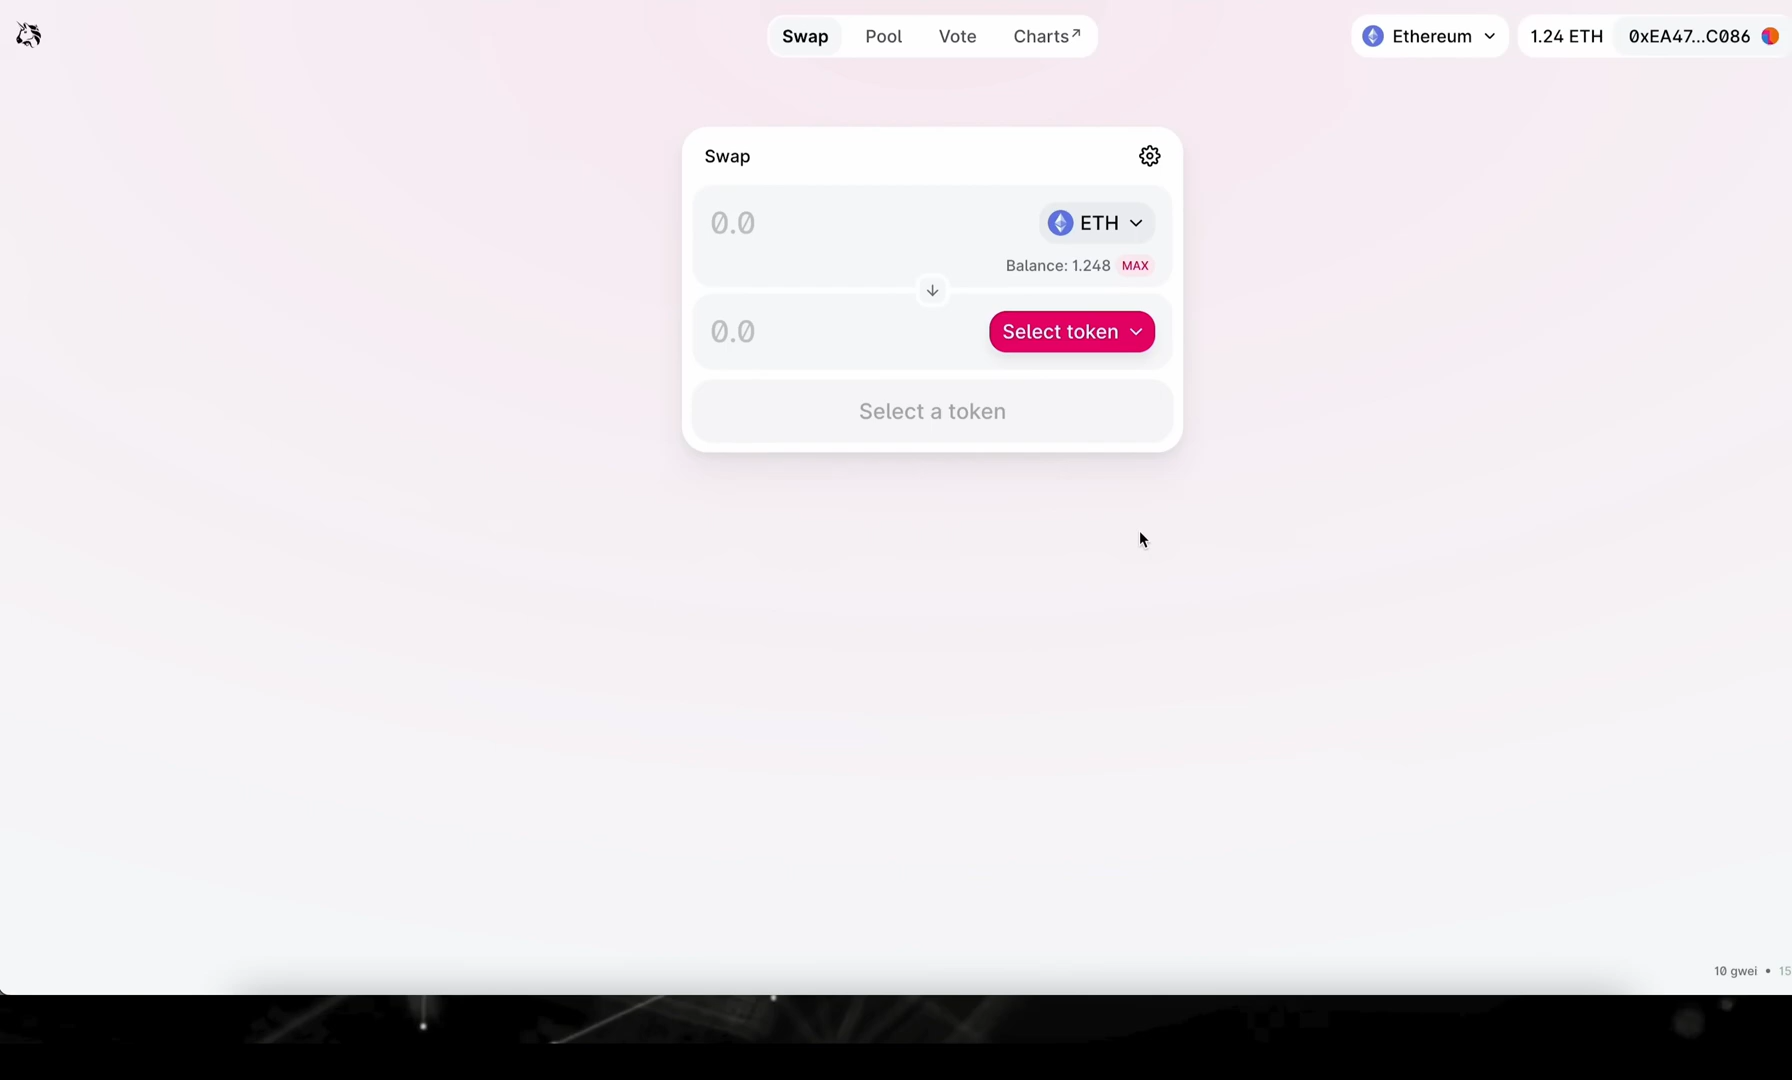 Swap Pool Vote Charts↗ Ethereum 1.24 ETH 0xEA47...C086
Swap
0.0 ETH
Balance: 1.248 MAX
0.0 Select token
Select a token
10 gwei • 15